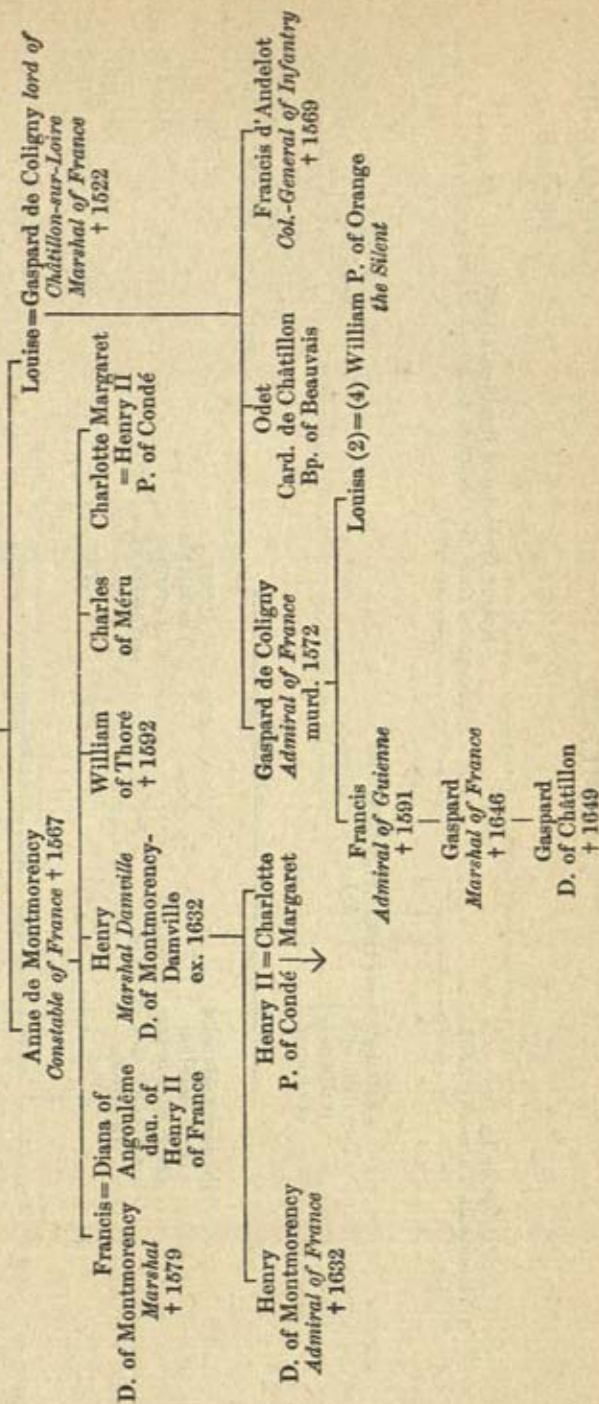 Anne de Montmorency
Constable of France † 1567
Louise=Gaspard de Coligny lord of
Châtillon-sur-Loire
Marshal of France
† 1522
Francis=Diana of
D. of Montmorency Angoulême
Marshal dau. of
† 1579 Henry II
of France
Henry
Marshal Damville
D. of Montmorency-
Damville
ex. 1632
William
of Thoré
† 1592
Charles
of Méru
Charlotte Margaret
= Henry II
P. of Condé
Henry
D. of Montmorency
Admiral of France
† 1632
Henry II=Charlotte
P. of Condé Margaret
Gaspard de Coligny
Admiral of France
murd. 1572
Odet
Card. de Châtillon
Bp. of Beauvais
Francis d'Andelot
Col.-General of Infantry
† 1569
Francis
Admiral of Guienne
† 1591
Louisa (2)=(4) William P. of Orange
the Silent
Gaspard
Marshal of France
† 1646
Gaspard
D. of Châtillon
† 1649